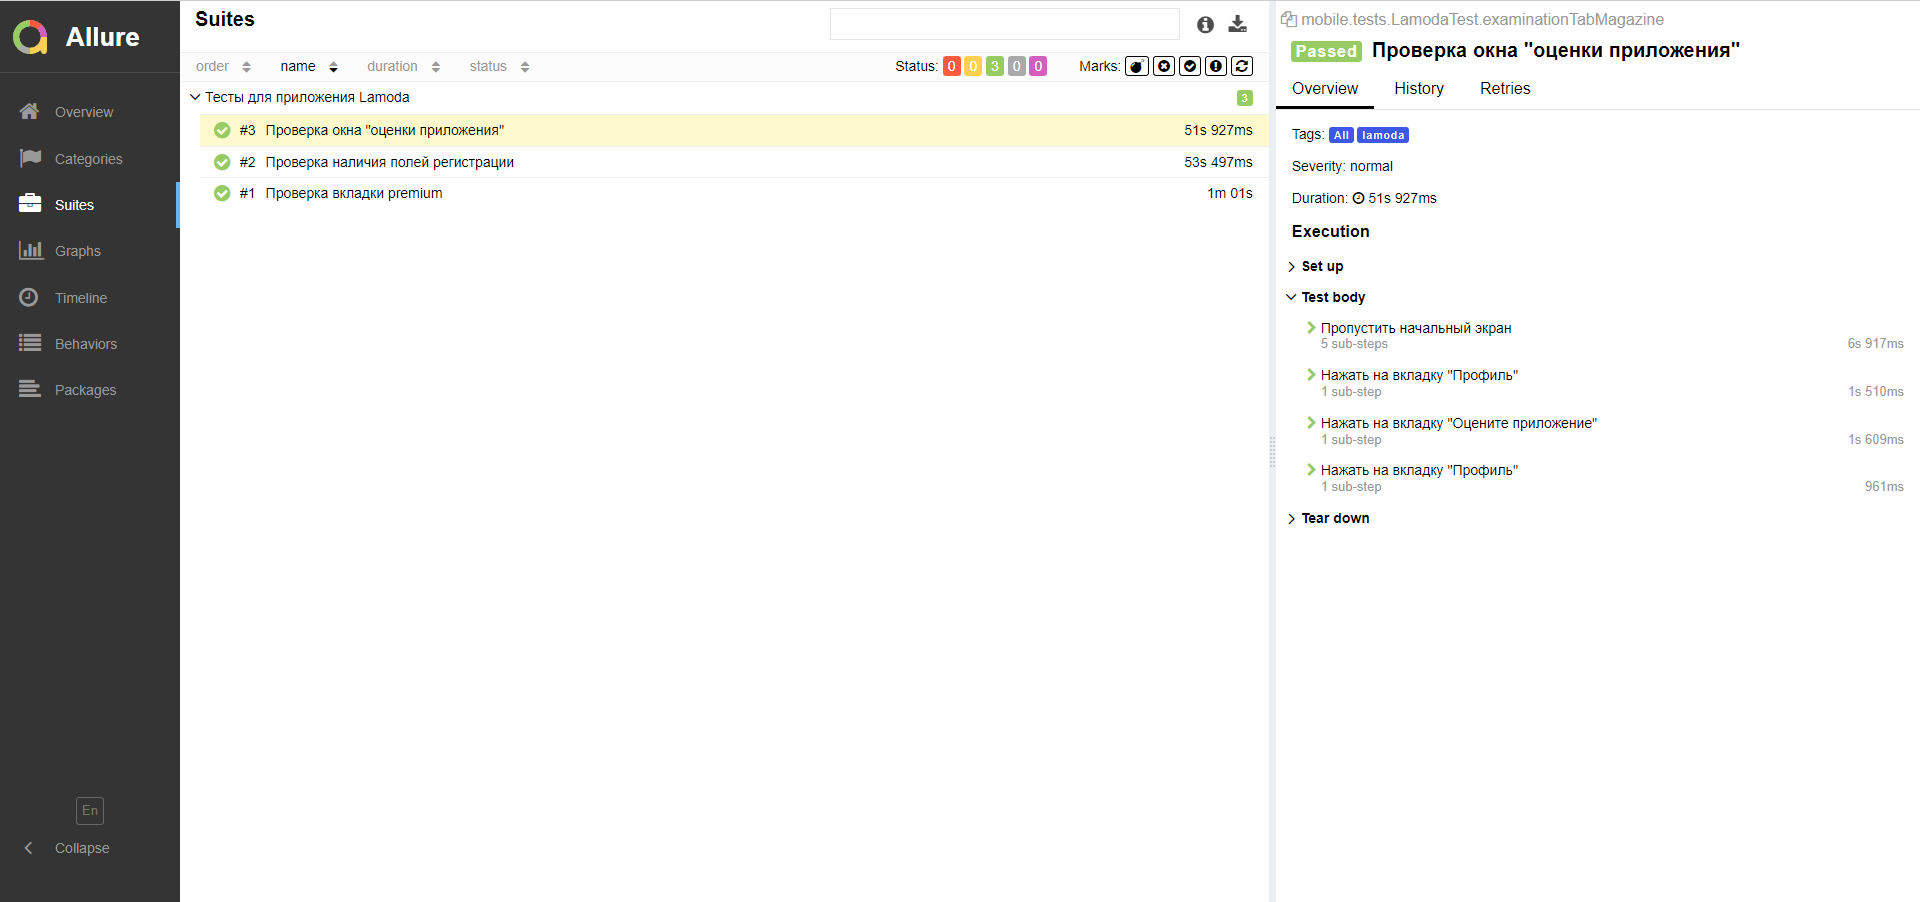 Allure
Overview
Categories
Suites
Graphs
Timeline
Behaviors
Packages
En
Collapse
Suites
order name duration status
Status: 0 0 3 0 0 Marks:
Тесты для приложения Lamoda 3
#3 Проверка окна "оценки приложения" 51s 927ms
#2 Проверка наличия полей регистрации 53s 497ms
#1 Проверка вкладки premium 1m 01s
mobile.tests.LamodaTest.examinationTabMagazine
Passed Проверка окна "оценки приложения"
Overview History Retries
Tags: All lamoda
Severity: normal
Duration: 51s 927ms
Execution
Set up
Test body
Пропустить начальный экран
5 sub-steps 6s 917ms
Нажать на вкладку "Профиль"
1 sub-step 1s 510ms
Нажать на вкладку "Оцените приложение"
1 sub-step 1s 609ms
Нажать на вкладку "Профиль"
1 sub-step 961ms
Tear down